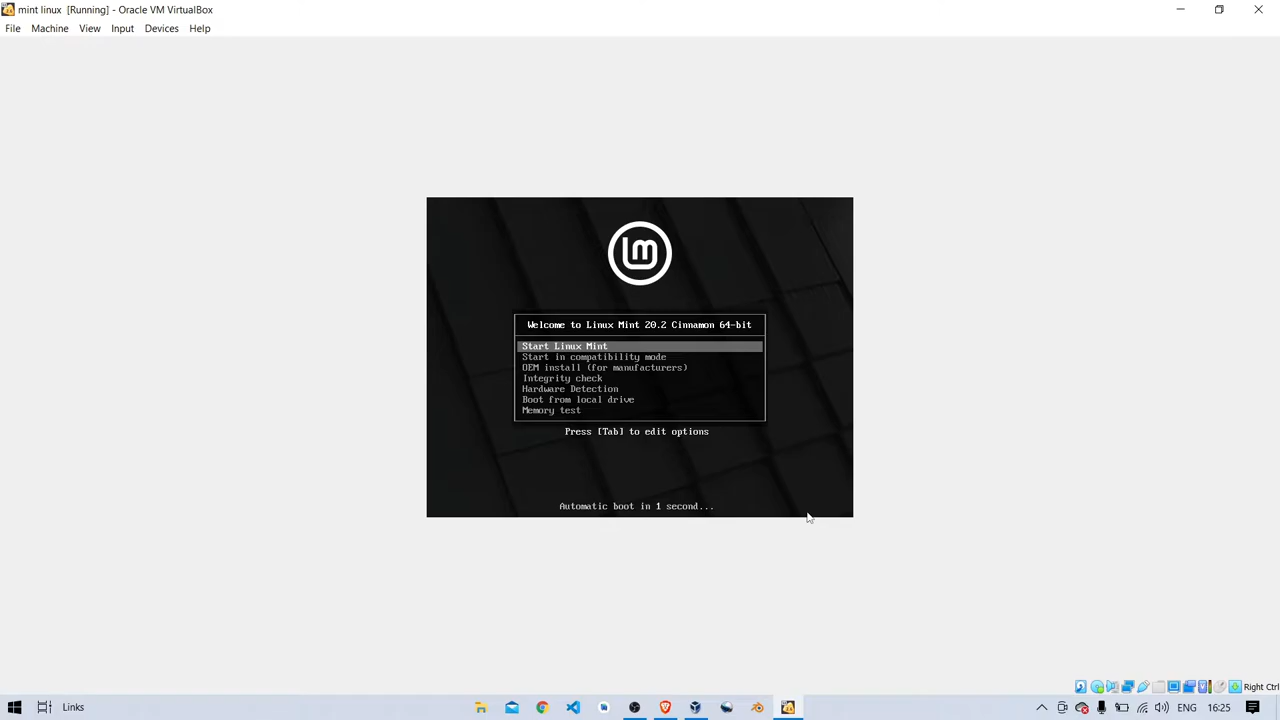 mint linux [Running] - Oracle VM VirtualBox
File Machine View Input Devices Help
lm
Welcome to Linux Mint 20.2 Cinnamon 64-bit
Start Linux Mint
Start in compatibility mode
OEM install (for manufacturers)
Integrity check
Hardware Detection
Boot from local drive
Memory test
Press [Tab] to edit options
Automatic boot in 1 second...
Right Ctrl
Links
ENG 16:25